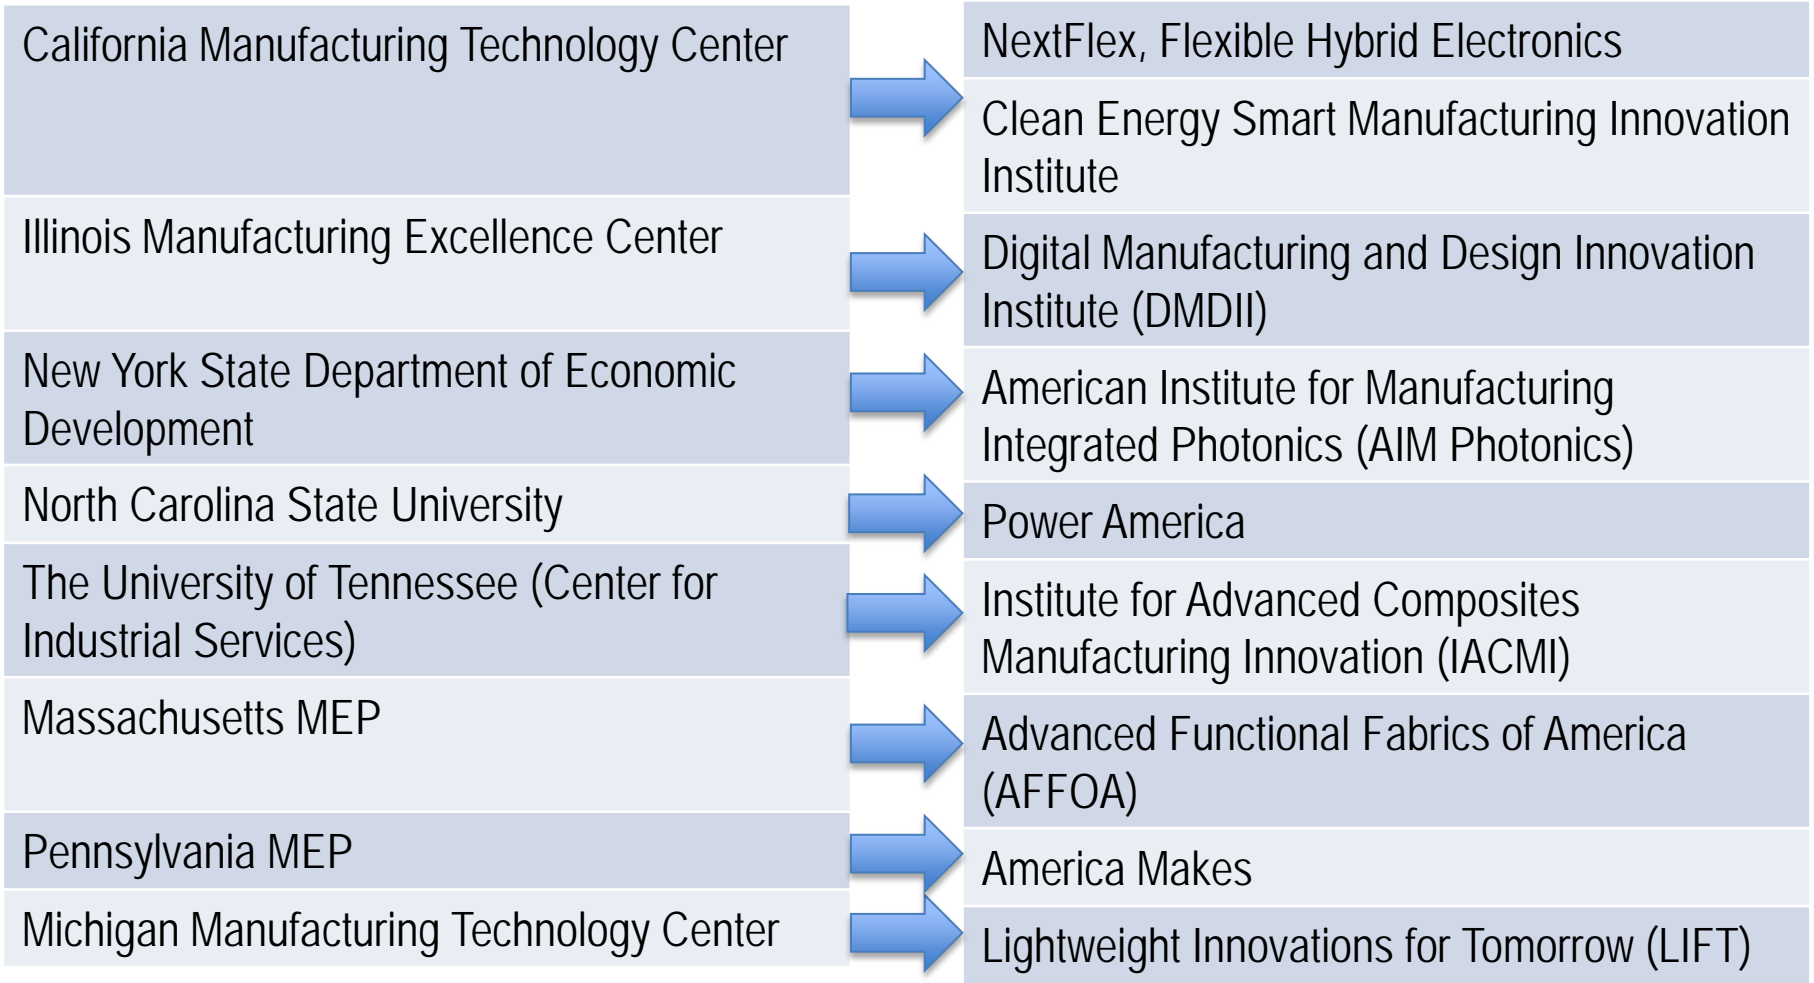 California Manufacturing Technology Center
NextFlex, Flexible Hybrid Electronics
Clean Energy Smart Manufacturing Innovation
Institute
Illinois Manufacturing Excellence Center
Digital Manufacturing and Design Innovation
Institute (DMDII)
New York State Department of Economic
Development
American Institute for Manufacturing
Integrated Photonics (AIM Photonics)
North Carolina State University
Power America
The University of Tennessee (Center for
Industrial Services)
Institute for Advanced Composites
Manufacturing Innovation (IACMI)
Massachusetts MEP
Advanced Functional Fabrics of America
(AFFOA)
Pennsylvania MEP
America Makes
Michigan Manufacturing Technology Center
Lightweight Innovations for Tomorrow (LIFT)